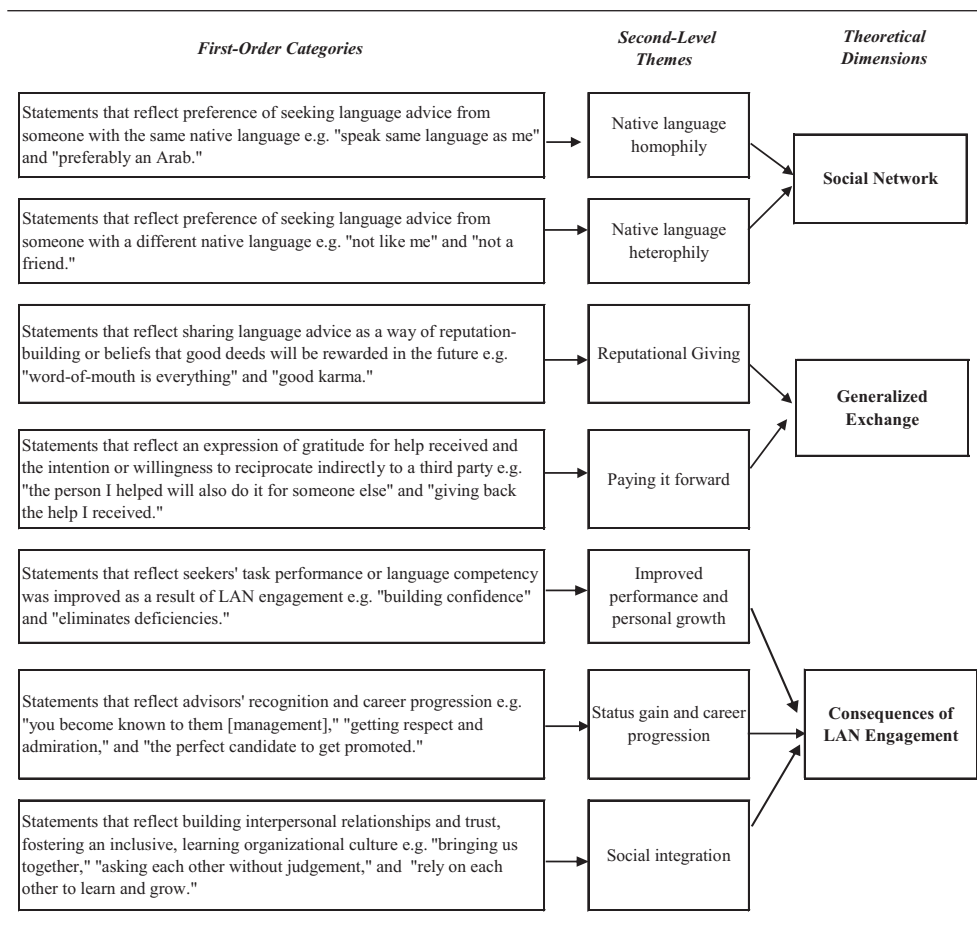 First-Order Categories
Second-Level
Themes
Theoretical
Dimensions
Statements that reflect preference of seeking language advice from
someone with the same native language e.g. "speak same language as me"
and "preferably an Arab."
Native language
homophily
Social Network
Statements that reflect preference of seeking language advice from
someone with a different native language e.g. "not like me" and "not a
friend."
Native language
heterophily
Statements that reflect sharing language advice as a way of reputation-
building or beliefs that good deeds will be rewarded in the future e.g.
"word-of-mouth is everything" and "good karma."
Reputational Giving
Generalized
Exchange
Statements that reflect an expression of gratitude for help received and
the intention or willingness to reciprocate indirectly to a third party e.g.
"the person I helped will also do it for someone else" and "giving back
the help I received."
Paying it forward
Statements that reflect seekers' task performance or language competency
was improved as a result of LAN engagement e.g. "building confidence"
and "eliminates deficiencies."
Improved
performance and
personal growth
Statements that reflect advisors' recognition and career progression e.g.
"you become known to them [management]," "getting respect and
admiration," and "the perfect candidate to get promoted."
Status gain and career
progression
Consequences of
LAN Engagement
Statements that reflect building interpersonal relationships and trust,
fostering an inclusive, learning organizational culture e.g. "bringing us
together," "asking each other without judgement," and "rely on each
other to learn and grow."
Social integration